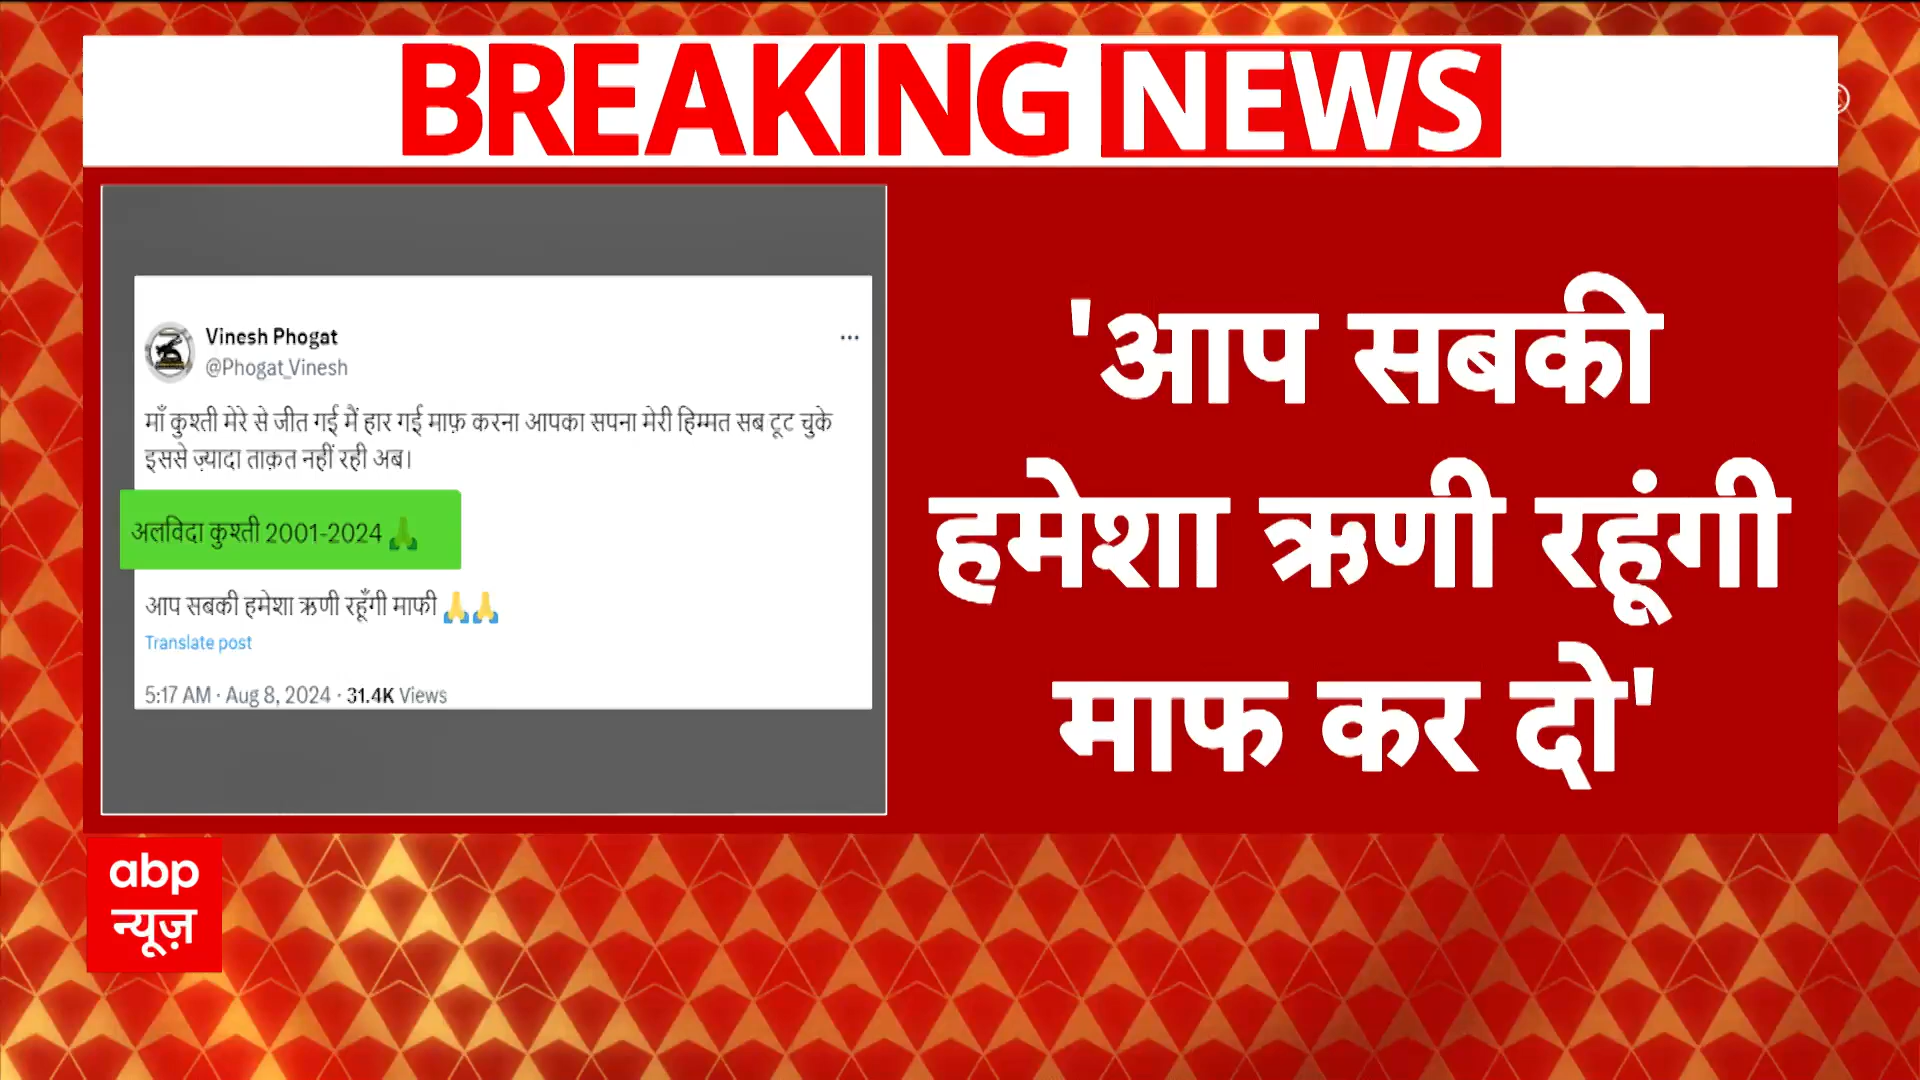 BREAKING NEWS
Vinesh Phogat
@Phogat_Vinesh
माँ कुश्ती मेरे से जीत गई मैं हार गई माफ़ करना आपका सपना मेरी हिम्मत सब टूट चुके
इससे ज़्यादा ताक़त नहीं रही अब।
अलविदा कुश्ती 2001-2024 🙏
आप सबकी हमेशा ऋणी रहूँगी माफी 🙏🙏
Translate post
5:17 AM · Aug 8, 2024 · 31.4K Views
'आप सबकी
हमेशा ऋणी रहूंगी
माफ कर दो'
abp
न्यूज़